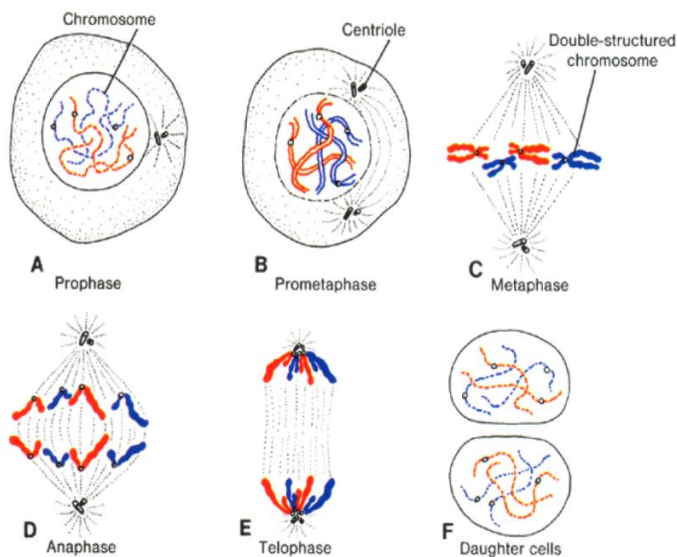 Chromosome
Centriole
Double-structured
chromosome
A
Prophase
B
Prometaphase
C
Metaphase
D
Anaphase
E
Telophase
F
Daughter cells